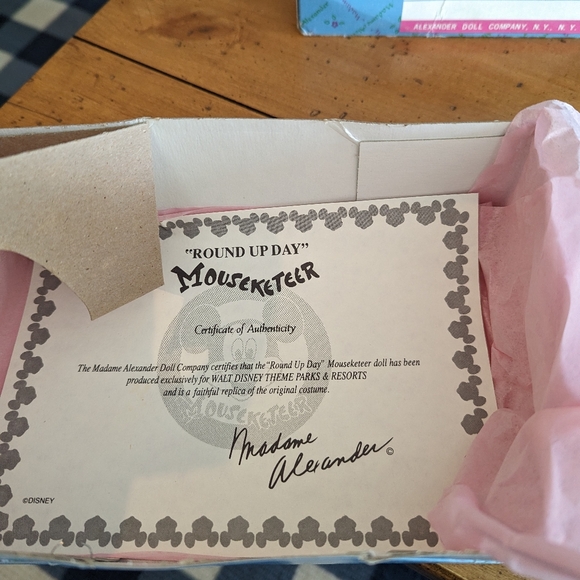 ALEXANDER DOLL COMPANY, N.Y., N.Y.
"ROUND UP DAY"
MOUSEKETEER
Certificate of Authenticity
The Madame Alexander Doll Company certifies that the "Round Up Day" Mouseketeer doll has been
produced exclusively for WALT DISNEY THEME PARKS & RESORTS
and is a faithful replica of the original costume.
MOUSEKETEER
Madame
Alexander ©
©DISNEY